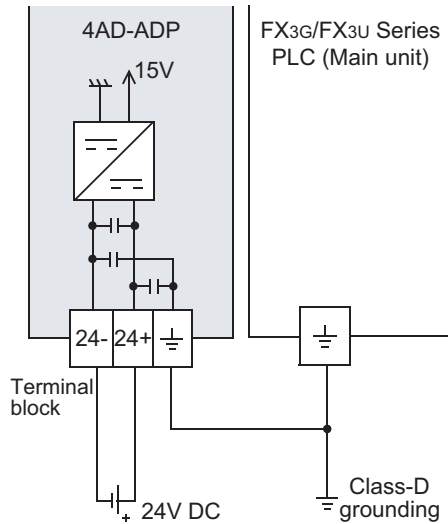 4AD-ADP
FX3G/FX3U Series
PLC (Main unit)
15V
24-
24+
Terminal
block
24V DC
+
Class-D
grounding